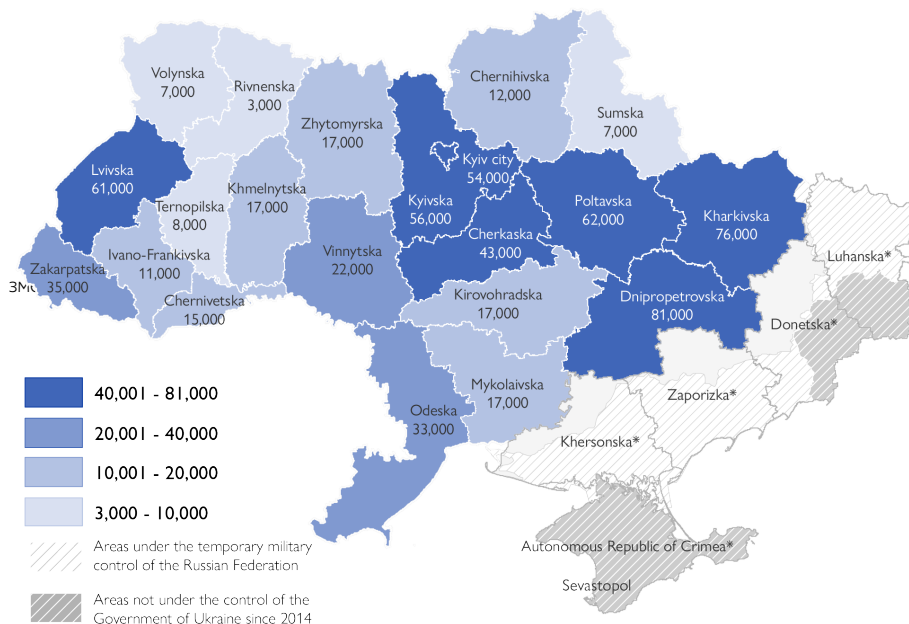 Volynska
7,000
Rivnenska
3,000
Zhytomyrska
17,000
Chernihivska
12,000
Sumska
7,000
Lvivska
61,000
Ternopilska
8,000
Khmelnytska
17,000
Kyiv city
54,000
Kyivska
56,000
Cherkaska
43,000
Poltavska
62,000
Kharkivska
76,000
Luhanska*
Zakarpatska
35,000
Ivano-Frankivska
11,000
Chernivetska
15,000
Vinnytska
22,000
Kirovohradska
17,000
Dnipropetrovska
81,000
Donetska*
Odeska
33,000
Mykolaivska
17,000
Zaporizka*
Khersonska*
Autonomous Republic of Crimea*
Sevastopol
40,001 - 81,000
20,001 - 40,000
10,001 - 20,000
3,000 - 10,000
Areas under the temporary military
control of the Russian Federation
Areas not under the control of the
Government of Ukraine since 2014